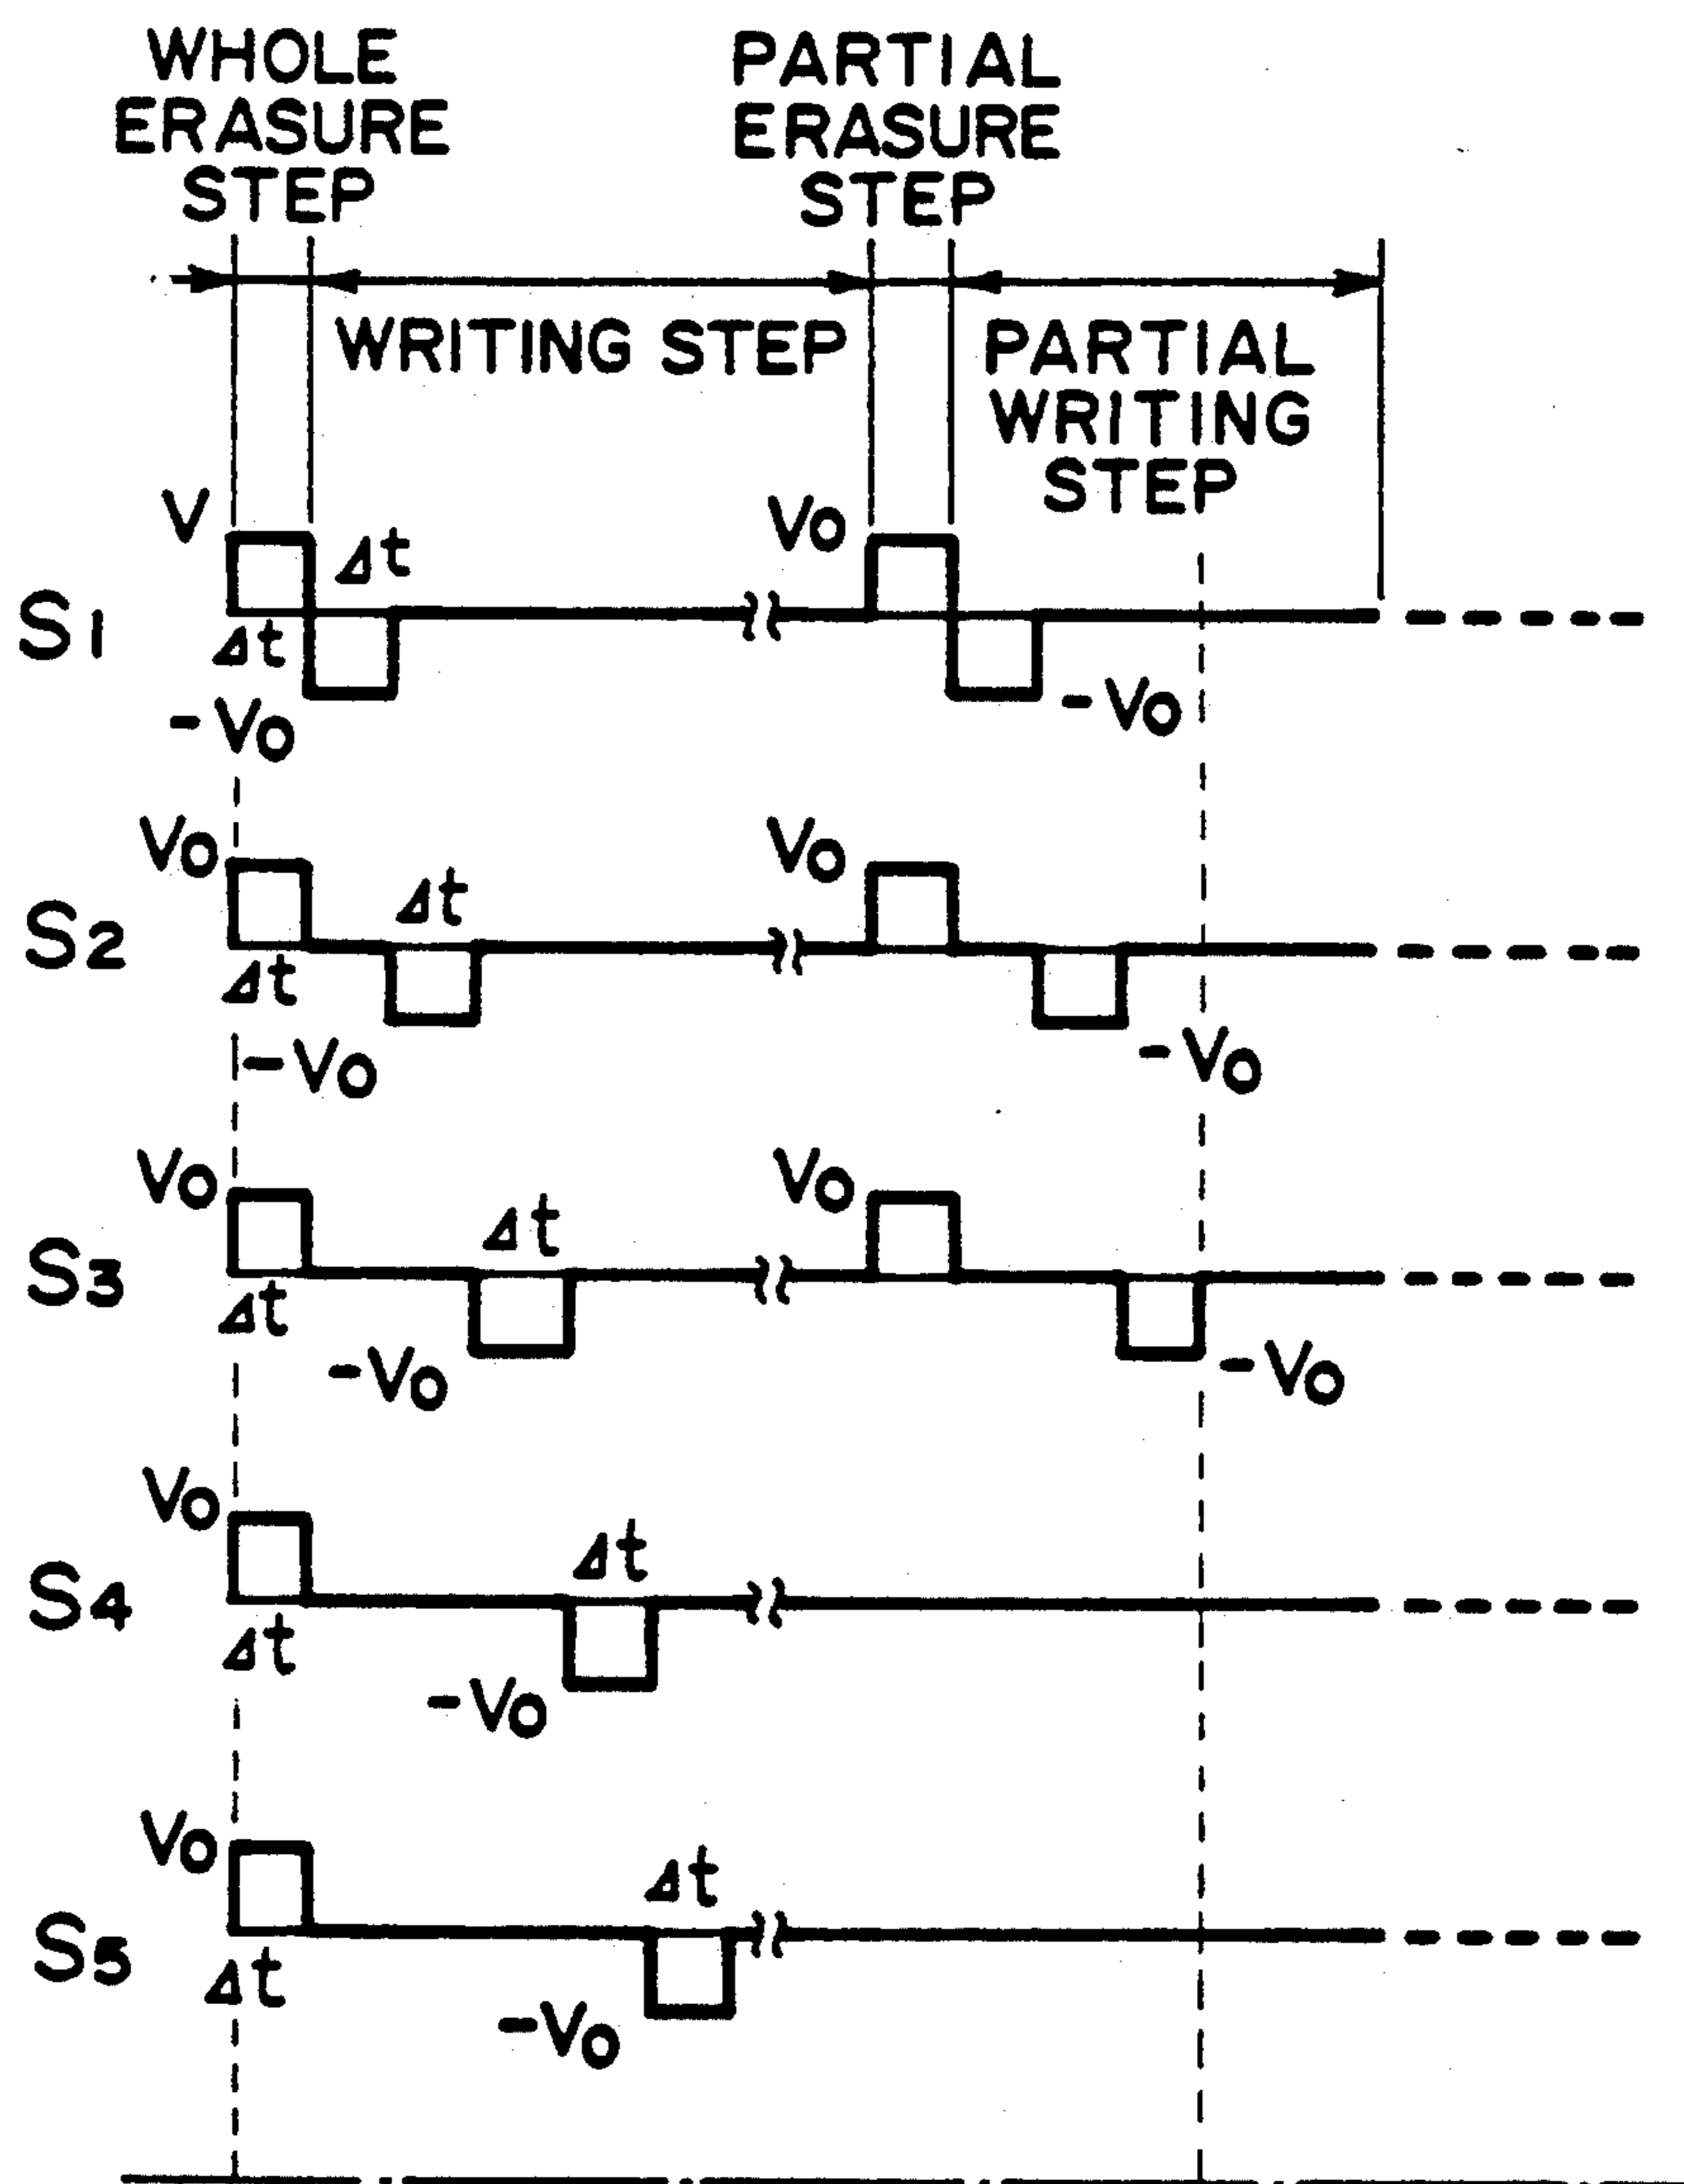 WHOLE
ERASURE
STEP
PARTIAL
ERASURE
STEP
WRITING STEP
PARTIAL
WRITING
STEP
V
Δt
Vo
S1
Δt
-Vo
-Vo
Vo
Δt
Vo
S2
Δt
-Vo
-Vo
Vo
Δt
Vo
S3
Δt
-Vo
-Vo
Vo
Δt
S4
Δt
-Vo
Vo
Δt
S5
Δt
-Vo